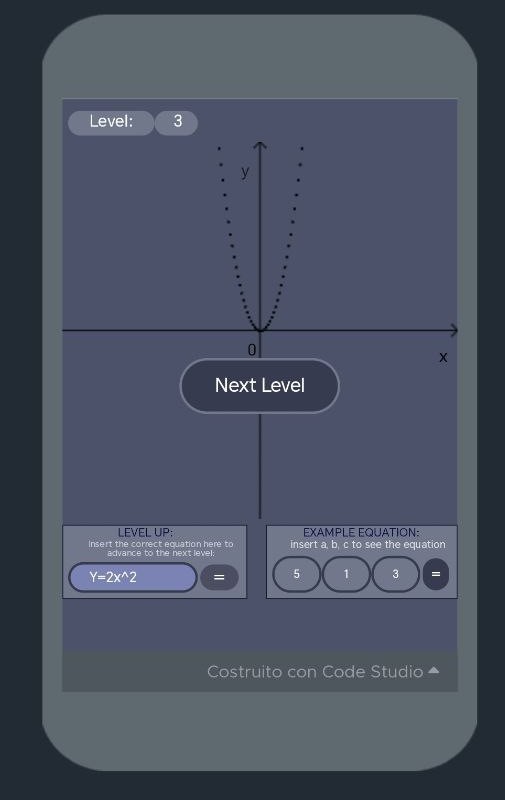 Level: 3
y
0
x
Next Level
LEVEL UP:
Insert the correct equation here to
advance to the next level:
Y=2x^2 =
EXAMPLE EQUATION:
insert a, b, c to see the equation
5 1 3 =
Costruito con Code Studio